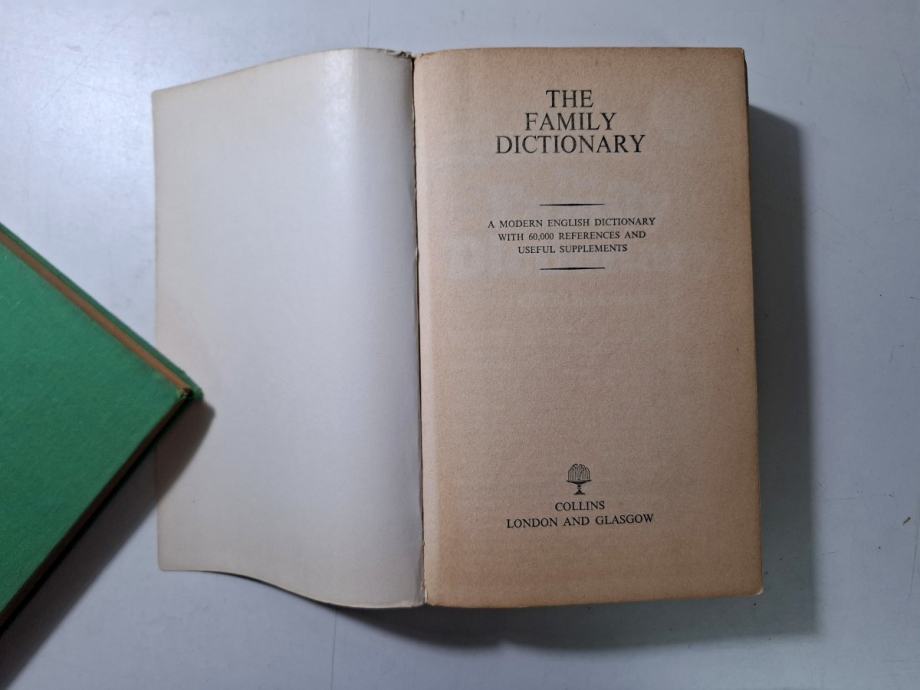 THE
FAMILY
DICTIONARY
A MODERN ENGLISH DICTIONARY
WITH 60,000 REFERENCES AND
USEFUL SUPPLEMENTS
COLLINS
LONDON AND GLASGOW